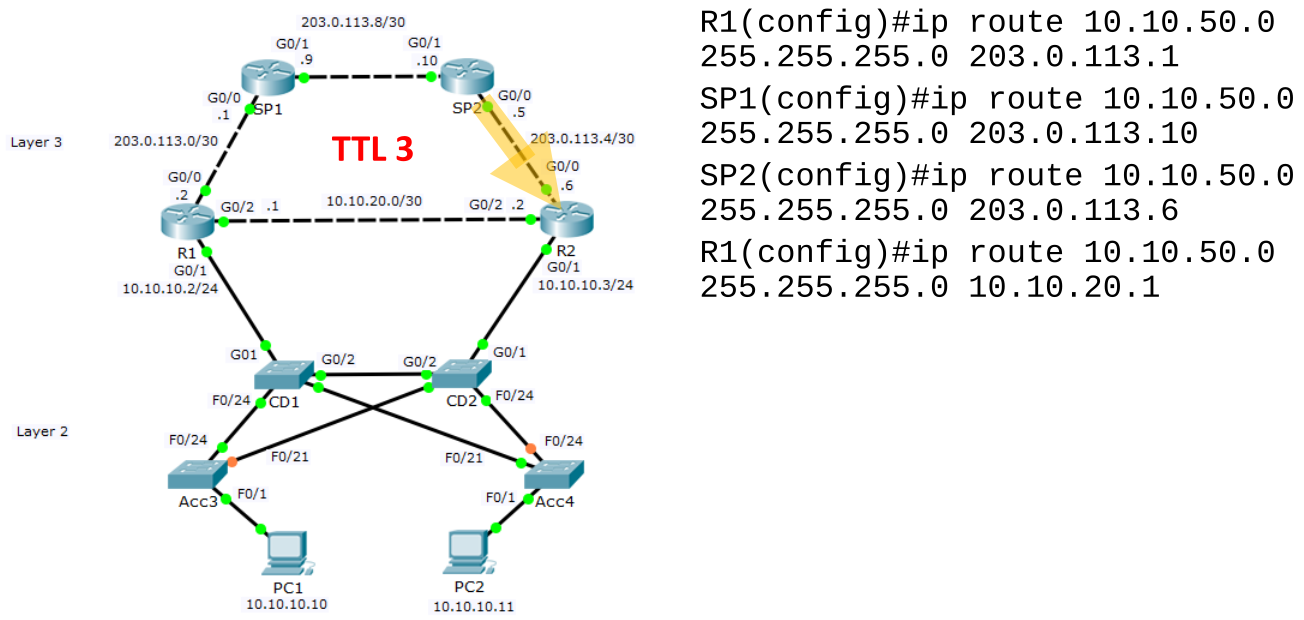 203.0.113.8/30
G0/1
.9
G0/1
.10
G0/0
.1
SP1
SP2
G0/0
.5
Layer 3
203.0.113.0/30
TTL 3
203.0.113.4/30
G0/0
.2
G0/0
.6
G0/2 .1
10.10.20.0/30
G0/2 .2
R1
R2
G0/1
10.10.10.2/24
G0/1
10.10.10.3/24
G01
G0/2
G0/2
G0/1
F0/24
CD1
CD2
F0/24
Layer 2
F0/24
F0/21
F0/21
F0/24
Acc3
F0/1
F0/1
Acc4
PC1
10.10.10.10
PC2
10.10.10.11
R1(config)#ip route 10.10.50.0
255.255.255.0 203.0.113.1
SP1(config)#ip route 10.10.50.0
255.255.255.0 203.0.113.10
SP2(config)#ip route 10.10.50.0
255.255.255.0 203.0.113.6
R1(config)#ip route 10.10.50.0
255.255.255.0 10.10.20.1